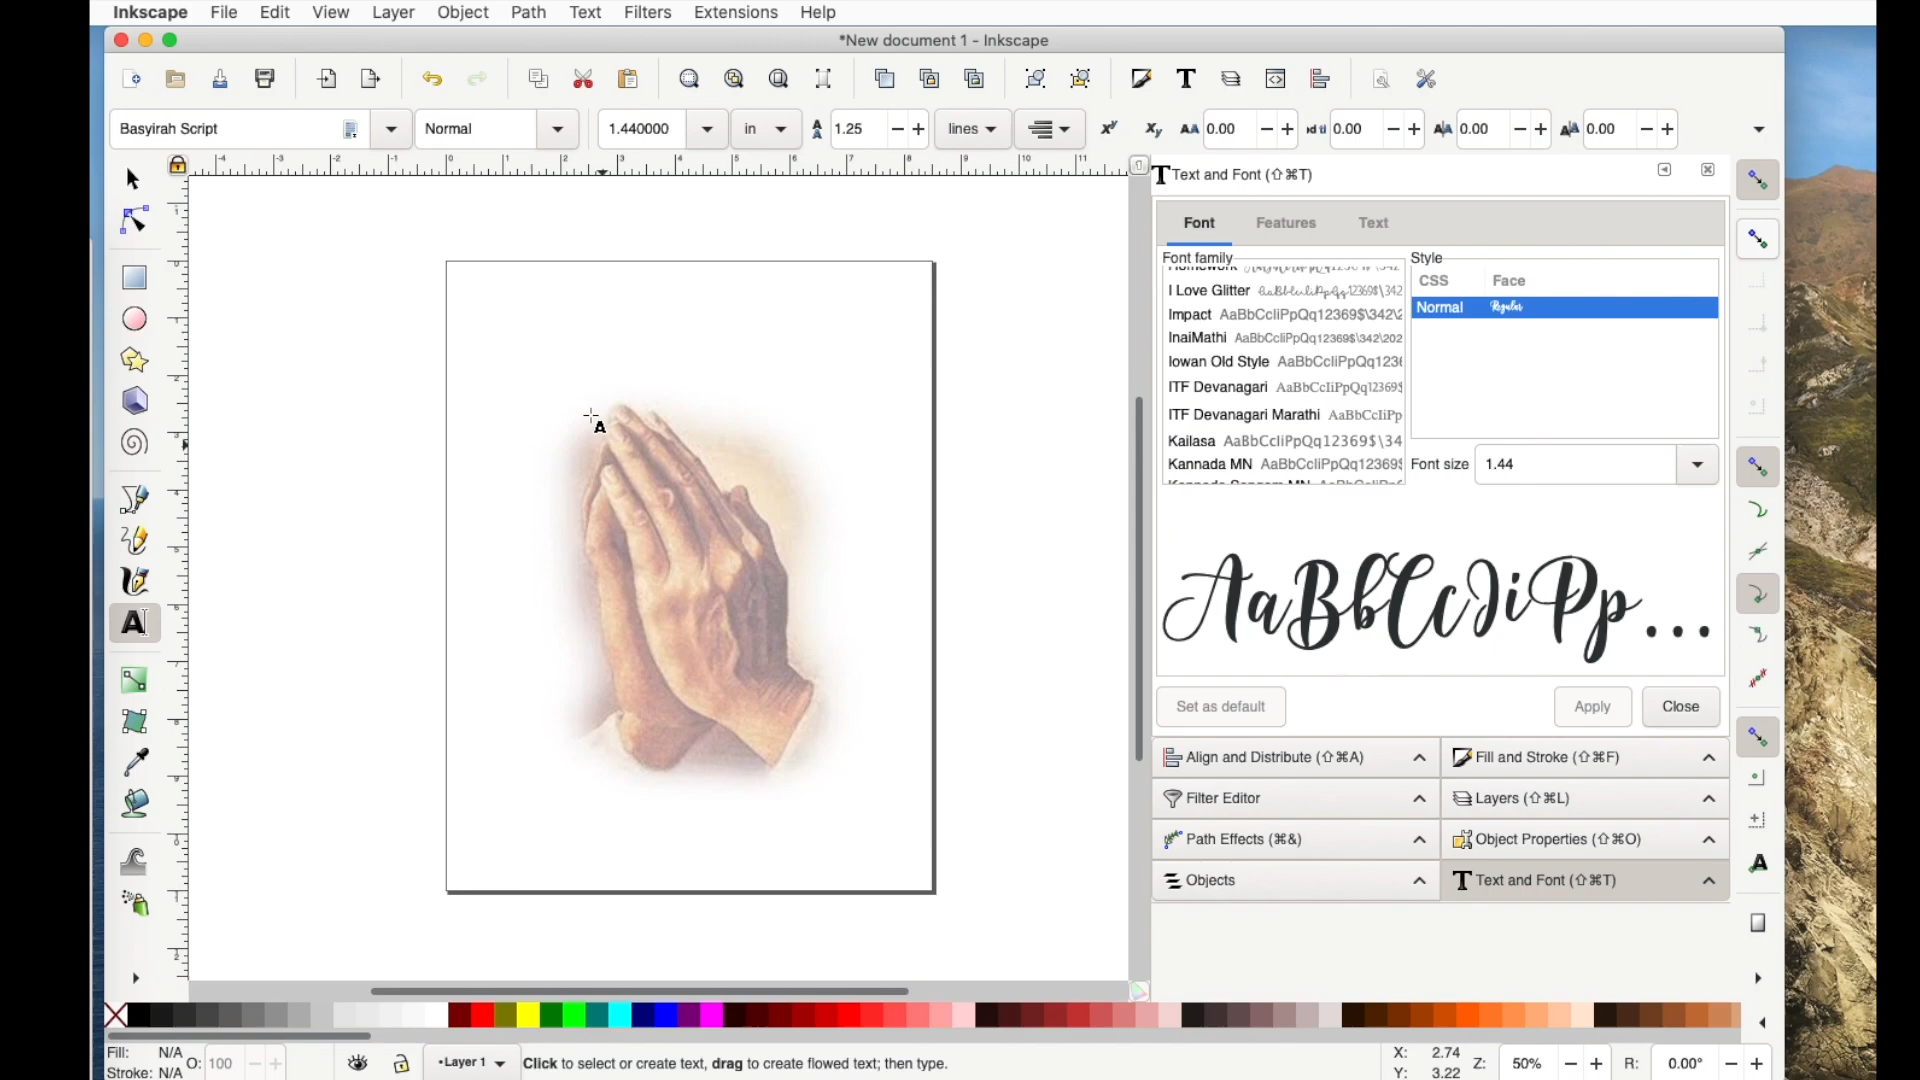 Inkscape File Edit View Layer Object Path Text Filters Extensions Help
*New document 1 - Inkscape
Basyirah Script Normal 1.440000 in 1.25 lines 0.00 0.00 0.00 0.00
Text and Font (⇧⌘T)
Font Features Text
Font family Style
I Love Glitter CSS Face
Impact AaBbCcIiPpQq12369$\342\2 Normal Regular
InaiMathi AaBbCcIiPpQq12369$\342\202
Iowan Old Style AaBbCcIiPpQq1236
ITF Devanagari AaBbCcIiPpQq12369$
ITF Devanagari Marathi AaBbCcIiPp
Kailasa AaBbCcIiPpQq12369$\34
Kannada MN AaBbCcIiPpQq12369$ Font size 1.44
AaBbCcIiPp...
Set as default Apply Close
Align and Distribute (⇧⌘A) Fill and Stroke (⇧⌘F)
Filter Editor Layers (⇧⌘L)
Path Effects (⌘&) Object Properties (⇧⌘O)
Objects Text and Font (⇧⌘T)
Fill: N/A O: 100 •Layer 1 Click to select or create text, drag to create flowed text; then type. X: 2.74 Z: 50% R: 0.00°
Stroke: N/A Y: 3.22